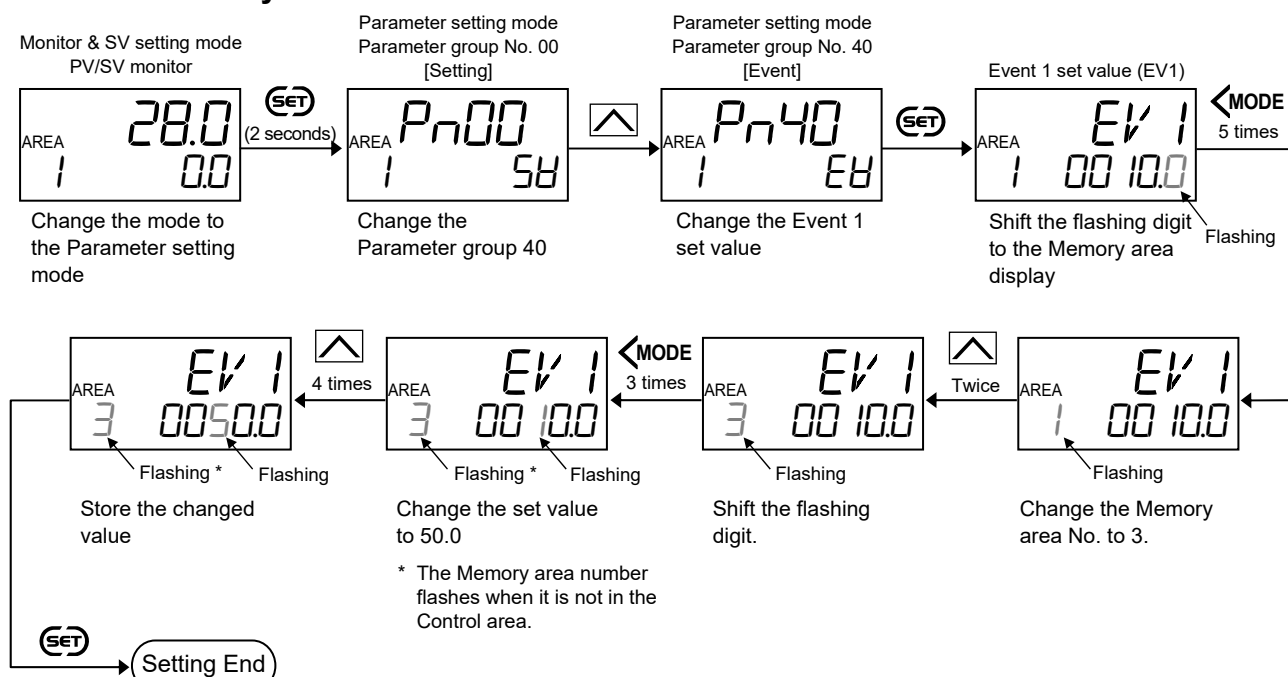 Monitor & SV setting mode
PV/SV monitor
AREA
28.0
1 0.0
Change the mode to
the Parameter setting
mode
SET
(2 seconds)
Parameter setting mode
Parameter group No. 00
[Setting]
AREA
Pn00
1 SV
Change the
Parameter group 40
Parameter setting mode
Parameter group No. 40
[Event]
AREA
Pn40
1 EV
Change the Event 1
set value
SET
Event 1 set value (EV1)
AREA
EV1
1 0010.0
Flashing
Shift the flashing digit
to the Memory area
display
<MODE
5 times
AREA
EV1
1 0010.0
Flashing
Change the Memory
area No. to 3.
Twice
AREA
EV1
3 0010.0
Flashing
Shift the flashing
digit.
<MODE
3 times
AREA
EV1
3 0010.0
Flashing * Flashing
Change the set value
to 50.0
* The Memory area number
flashes when it is not in the
Control area.
4 times
AREA
EV1
3 0050.0
Flashing * Flashing
Store the changed
value
SET
Setting End